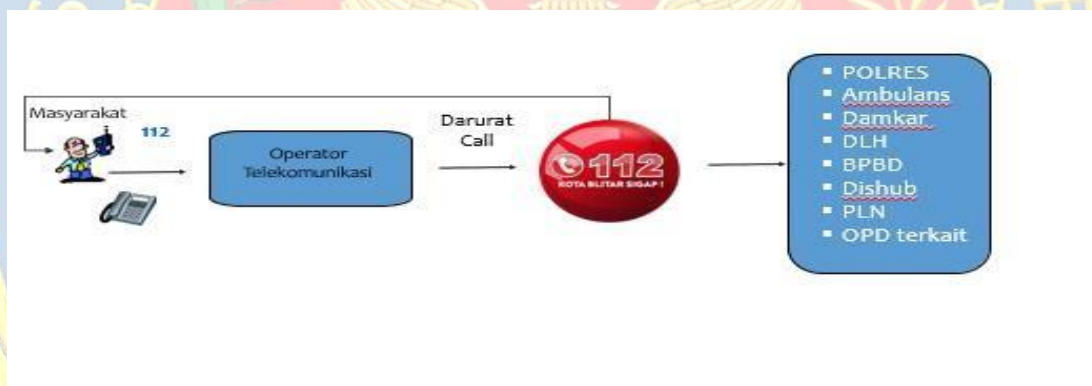 Masyarakat
112
Operator
Telekomunikasi
Darurat
Call
112
KOTA BLITAR SIGAP !
▪ POLRES
▪ Ambulans
▪ Damkar
▪ DLH
▪ BPBD
▪ Dishub
▪ PLN
▪ OPD terkait